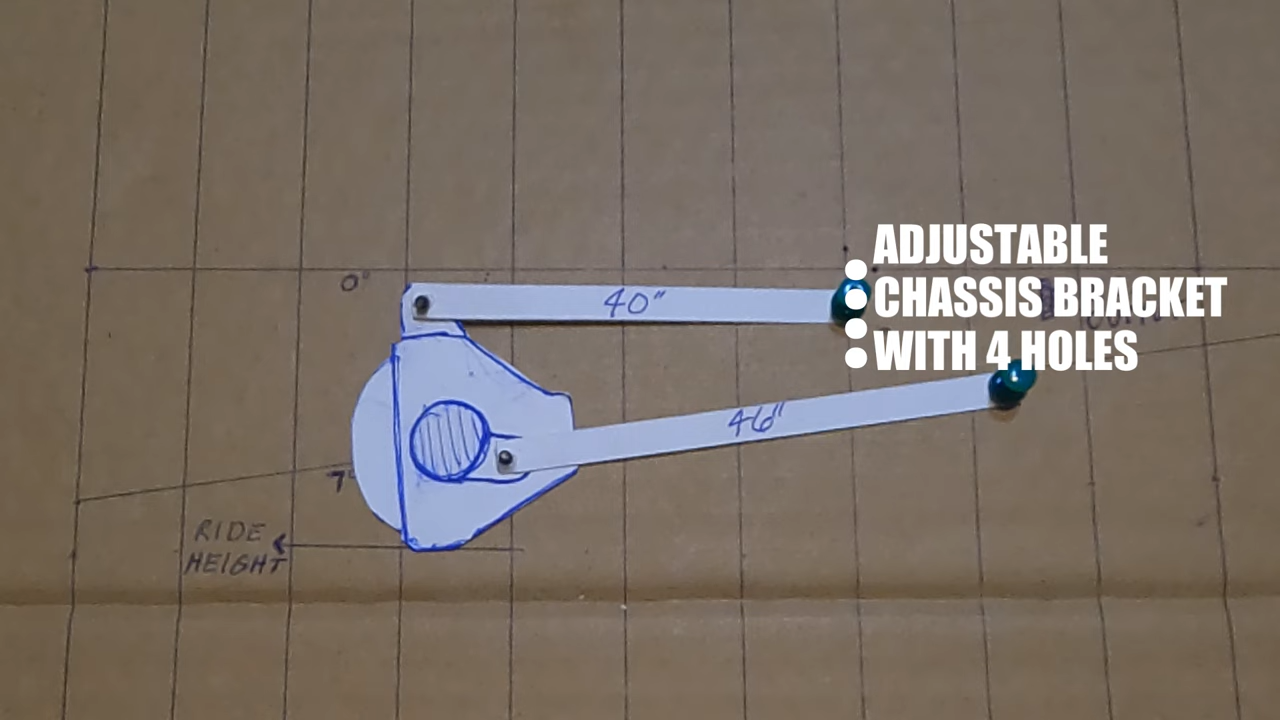 ADJUSTABLE
CHASSIS BRACKET
WITH 4 HOLES
0°
40"
46"
7°
RIDE
HEIGHT